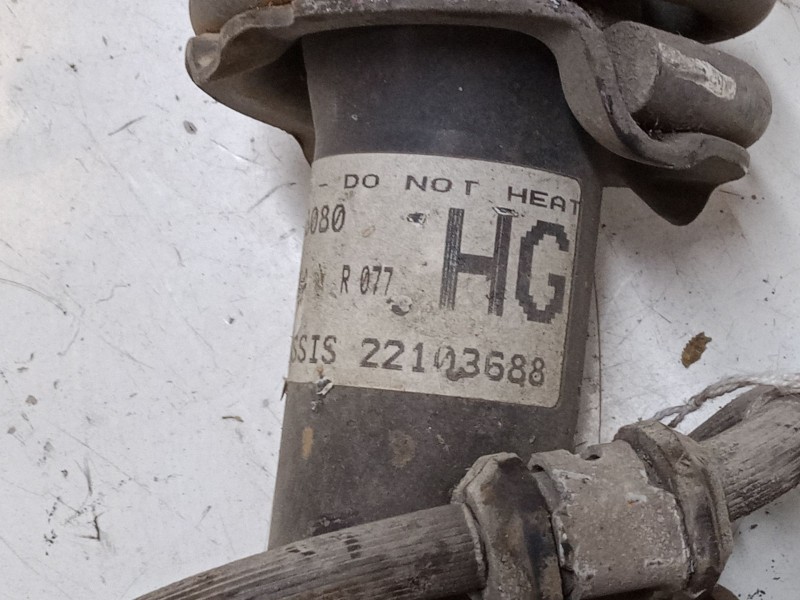 - DO NOT HEAT
080 HG
R 077
SSIS 22103688